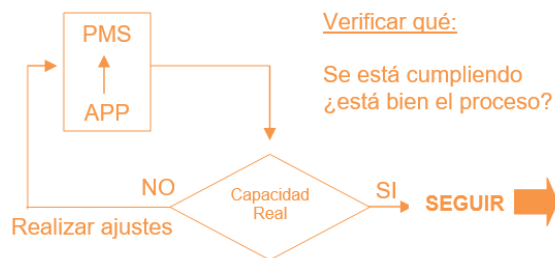 PMS
APP
Verificar qué:
Se está cumpliendo
¿está bien el proceso?
NO
Capacidad
Real
SI
SEGUIR
Realizar ajustes